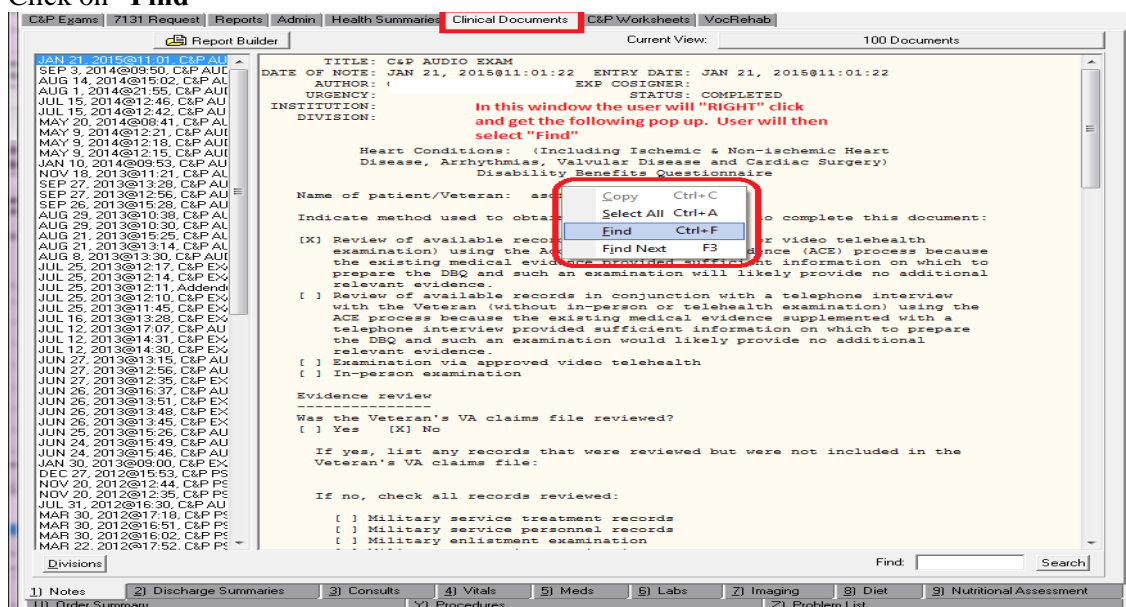 Click on "Find"
C&P Exams 7131 Request Reports Admin Health Summaries Clinical Documents C&P Worksheets VocRehab
Report Builder Current View: 100 Documents
JAN 21, 2015@11:01, C&P AU
SEP 3, 2014@09:50, C&P AUD
AUG 14, 2014@15:02, C&P AU
AUG 1, 2014@21:55, C&P AUD
JUL 15, 2014@12:46, C&P AU
JUL 15, 2014@12:42, C&P AU
MAY 20, 2014@08:41, C&P AU
MAY 9, 2014@12:21, C&P AUD
MAY 9, 2014@12:18, C&P AUD
MAY 9, 2014@12:15, C&P AUD
JAN 10, 2014@09:53, C&P AU
NOV 18, 2013@11:21, C&P AU
SEP 27, 2013@13:28, C&P AU
SEP 27, 2013@12:56, C&P AU
SEP 26, 2013@15:28, C&P AU
AUG 29, 2013@10:38, C&P AU
AUG 29, 2013@10:30, C&P AU
AUG 21, 2013@15:25, C&P AU
AUG 21, 2013@13:14, C&P AU
AUG 8, 2013@13:30, C&P AUD
JUL 25, 2013@12:17, C&P EX
JUL 25, 2013@12:14, C&P EX
JUL 25, 2013@12:11, Addend
JUL 25, 2013@12:10, C&P EX
JUL 25, 2013@11:45, C&P EX
JUL 16, 2013@13:28, C&P EX
JUL 12, 2013@17:07, C&P AU
JUL 12, 2013@14:31, C&P EX
JUL 12, 2013@14:30, C&P EX
JUN 27, 2013@13:15, C&P AU
JUN 27, 2013@12:56, C&P AU
JUN 27, 2013@12:35, C&P EX
JUN 26, 2013@16:37, C&P AU
JUN 26, 2013@13:51, C&P EX
JUN 26, 2013@13:48, C&P EX
JUN 26, 2013@13:45, C&P EX
JUN 25, 2013@15:26, C&P AU
JUN 24, 2013@15:49, C&P AU
JUN 24, 2013@15:46, C&P AU
JAN 30, 2013@09:00, C&P EX
DEC 27, 2012@15:53, C&P PS
NOV 20, 2012@12:44, C&P PS
NOV 20, 2012@12:35, C&P PS
JUL 31, 2012@16:30, C&P AU
MAR 30, 2012@17:18, C&P PS
MAR 30, 2012@16:51, C&P PS
MAR 30, 2012@16:02, C&P PS
MAR 22, 2012@17:52, C&P PS
TITLE: C&P AUDIO EXAM
DATE OF NOTE: JAN 21, 2015@11:01:22 ENTRY DATE: JAN 21, 2015@11:01:22
AUTHOR: EXP COSIGNER:
URGENCY: STATUS: COMPLETED
INSTITUTION:
DIVISION:
In this window the user will "RIGHT" click
and get the following pop up. User will then
select "Find"
Heart Conditions: (Including Ischemic & Non-ischemic Heart
Disease, Arrhythmias, Valvular Disease and Cardiac Surgery)
Disability Benefits Questionnaire
Name of patient/Veteran:
Indicate method used to obta o complete this document:
[X] Review of available reco r video telehealth
examination) using the Ac dence (ACE) process because
the existing medical evidence provided sufficient information on which to
prepare the DBQ and such an examination will likely provide no additional
relevant evidence.
[ ] Review of available records in conjunction with a telephone interview
with the Veteran (without in-person or telehealth examination) using the
ACE process because the existing medical evidence supplemented with a
telephone interview provided sufficient information on which to prepare
the DBQ and such an examination would likely provide no additional
relevant evidence.
[ ] Examination via approved video telehealth
[ ] In-person examination
Evidence review
---------------
Was the Veteran's VA claims file reviewed?
[ ] Yes [X] No
If yes, list any records that were reviewed but were not included in the
Veteran's VA claims file:
If no, check all records reviewed:
[ ] Military service treatment records
[ ] Military service personnel records
[ ] Military enlistment examination
Copy Ctrl+C
Select All Ctrl+A
Find Ctrl+F
Find Next F3
Divisions Find: Search
1) Notes 2) Discharge Summaries 3) Consults 4) Vitals 5) Meds 6) Labs 7) Imaging 8) Diet 9) Nutritional Assessment
U) Order Summary Y) Procedures Z) Problem List